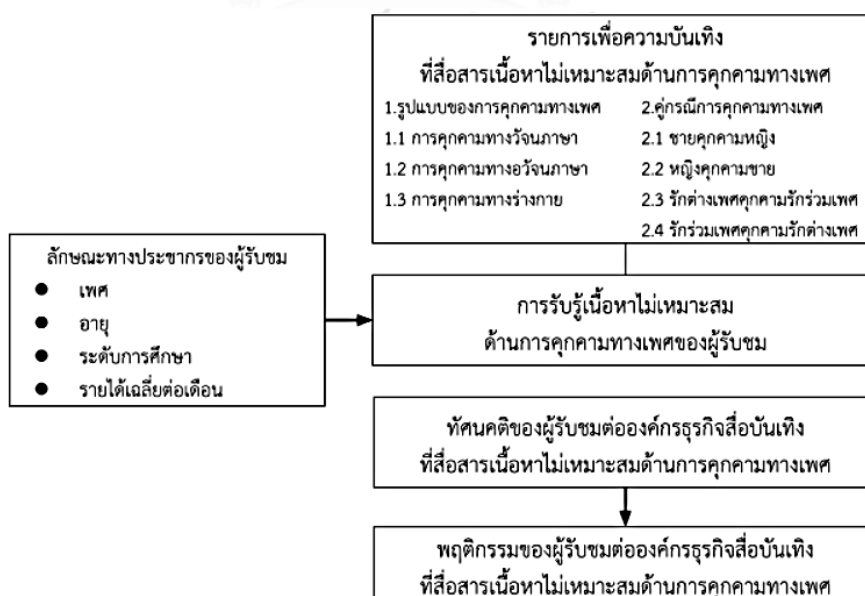 รายการเพื่อความบันเทิง
ที่สื่อสารเนื้อหาไม่เหมาะสมด้านการคุกคามทางเพศ
1.รูปแบบของการคุกคามทางเพศ
1.1 การคุกคามทางวัจนภาษา
1.2 การคุกคามทางอวัจนภาษา
1.3 การคุกคามทางร่างกาย
2.คู่กรณีการคุกคามทางเพศ
2.1 ชายคุกคามหญิง
2.2 หญิงคุกคามชาย
2.3 รักต่างเพศคุกคามรักร่วมเพศ
2.4 รักร่วมเพศคุกคามรักต่างเพศ
ลักษณะทางประชากรของผู้รับชม
● เพศ
● อายุ
● ระดับการศึกษา
● รายได้เฉลี่ยต่อเดือน
การรับรู้เนื้อหาไม่เหมาะสม
ด้านการคุกคามทางเพศของผู้รับชม
ทัศนคติของผู้รับชมต่อองค์กรธุรกิจสื่อบันเทิง
ที่สื่อสารเนื้อหาไม่เหมาะสมด้านการคุกคามทางเพศ
พฤติกรรมของผู้รับชมต่อองค์กรธุรกิจสื่อบันเทิง
ที่สื่อสารเนื้อหาไม่เหมาะสมด้านการคุกคามทางเพศ